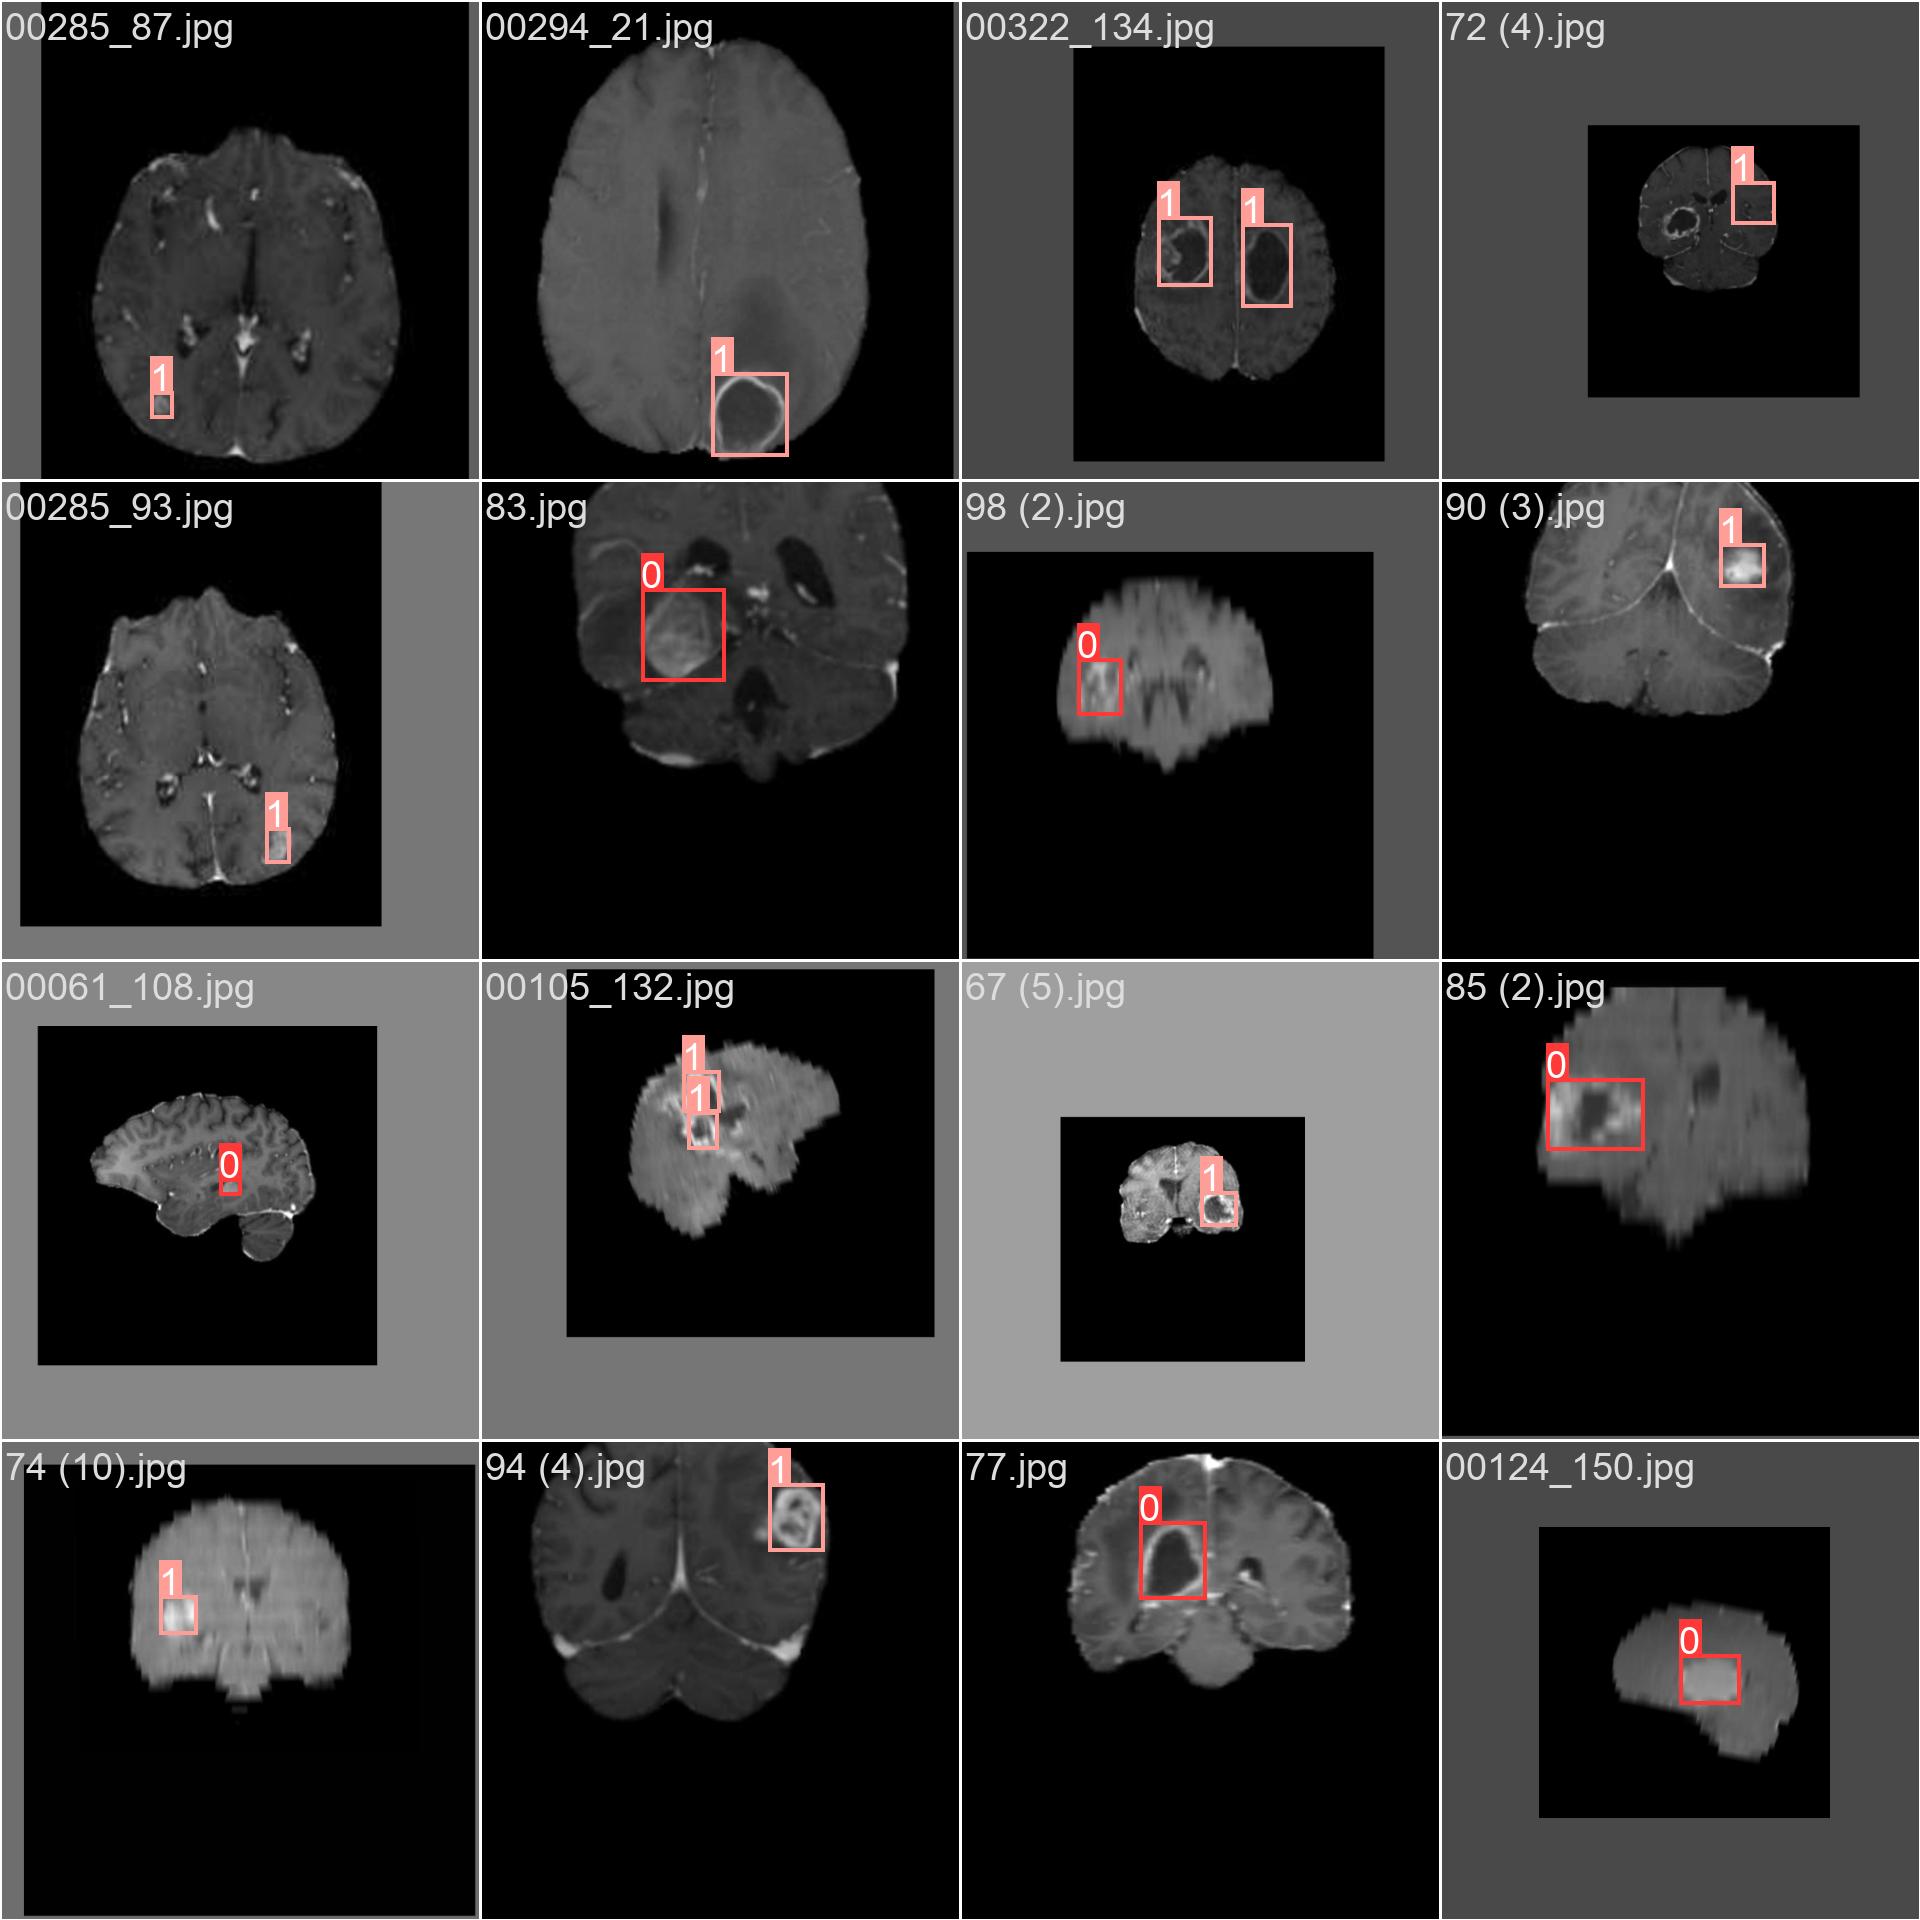 00285_87.jpg
00294_21.jpg
00322_134.jpg
72 (4).jpg
1
1
1
1
1
00285_93.jpg
83.jpg
98 (2).jpg
90 (3).jpg
1
0
0
1
00061_108.jpg
00105_132.jpg
67 (5).jpg
85 (2).jpg
0
1
1
1
0
74 (10).jpg
94 (4).jpg
77.jpg
00124_150.jpg
1
1
0
0